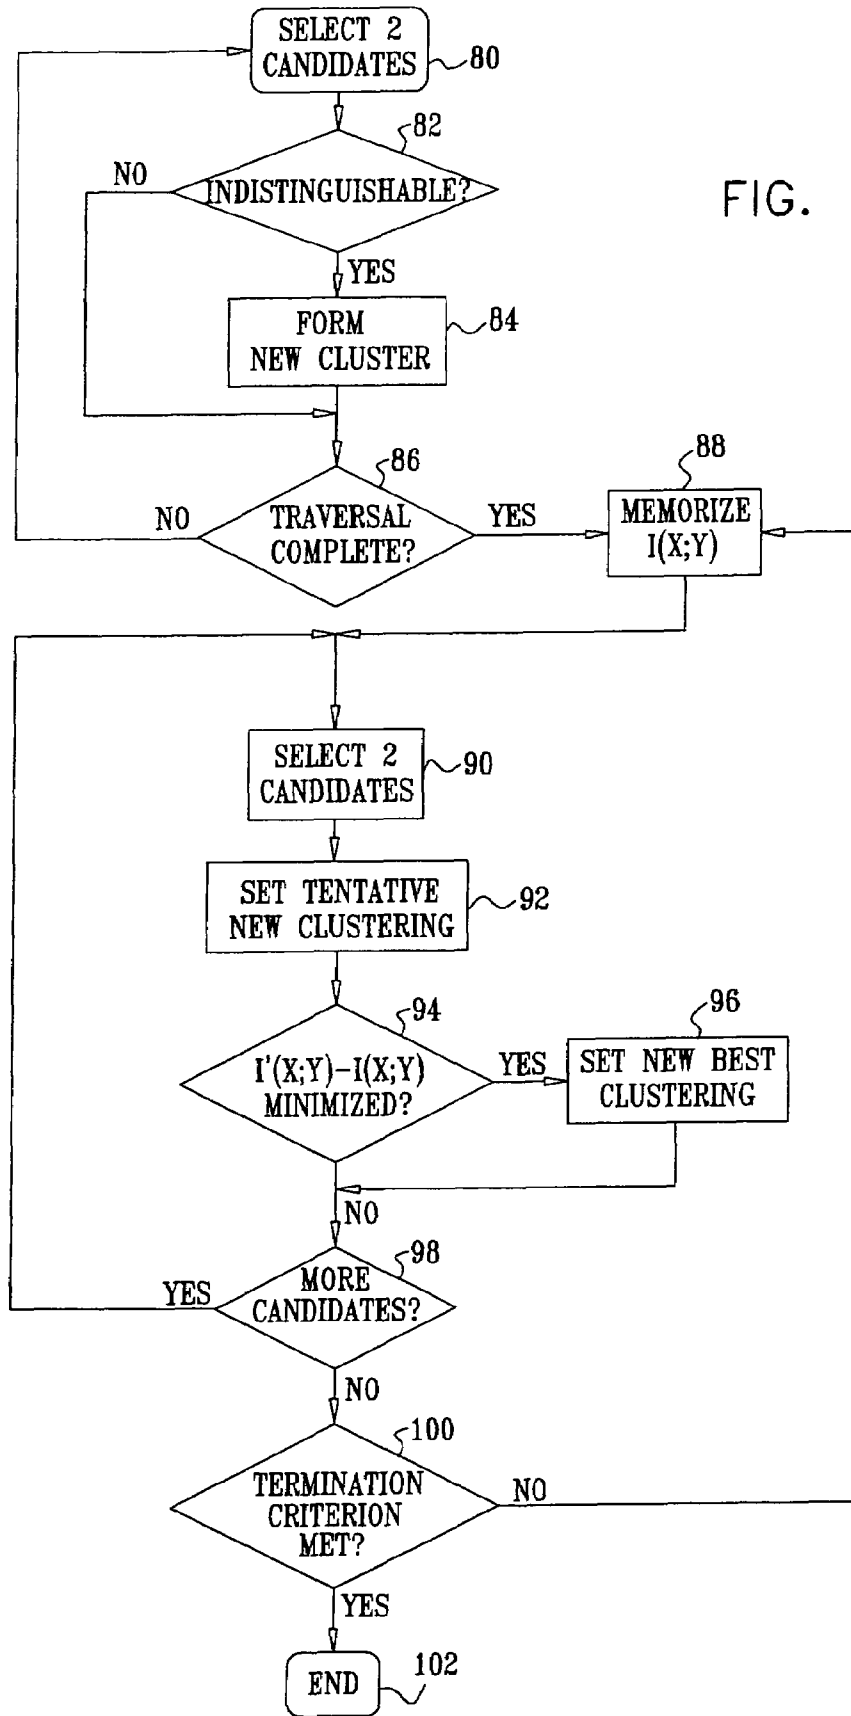 SELECT 2
CANDIDATES
80
82
INDISTINGUISHABLE?
NO
FIG.
YES
FORM
NEW CLUSTER
84
86
TRAVERSAL
COMPLETE?
NO
YES
88
MEMORIZE
I(X;Y)
SELECT 2
CANDIDATES
90
SET TENTATIVE
NEW CLUSTERING
92
94
I'(X;Y)-I(X;Y)
MINIMIZED?
YES
96
SET NEW BEST
CLUSTERING
NO
98
MORE
CANDIDATES?
YES
NO
100
TERMINATION
CRITERION
MET?
NO
YES
END
102